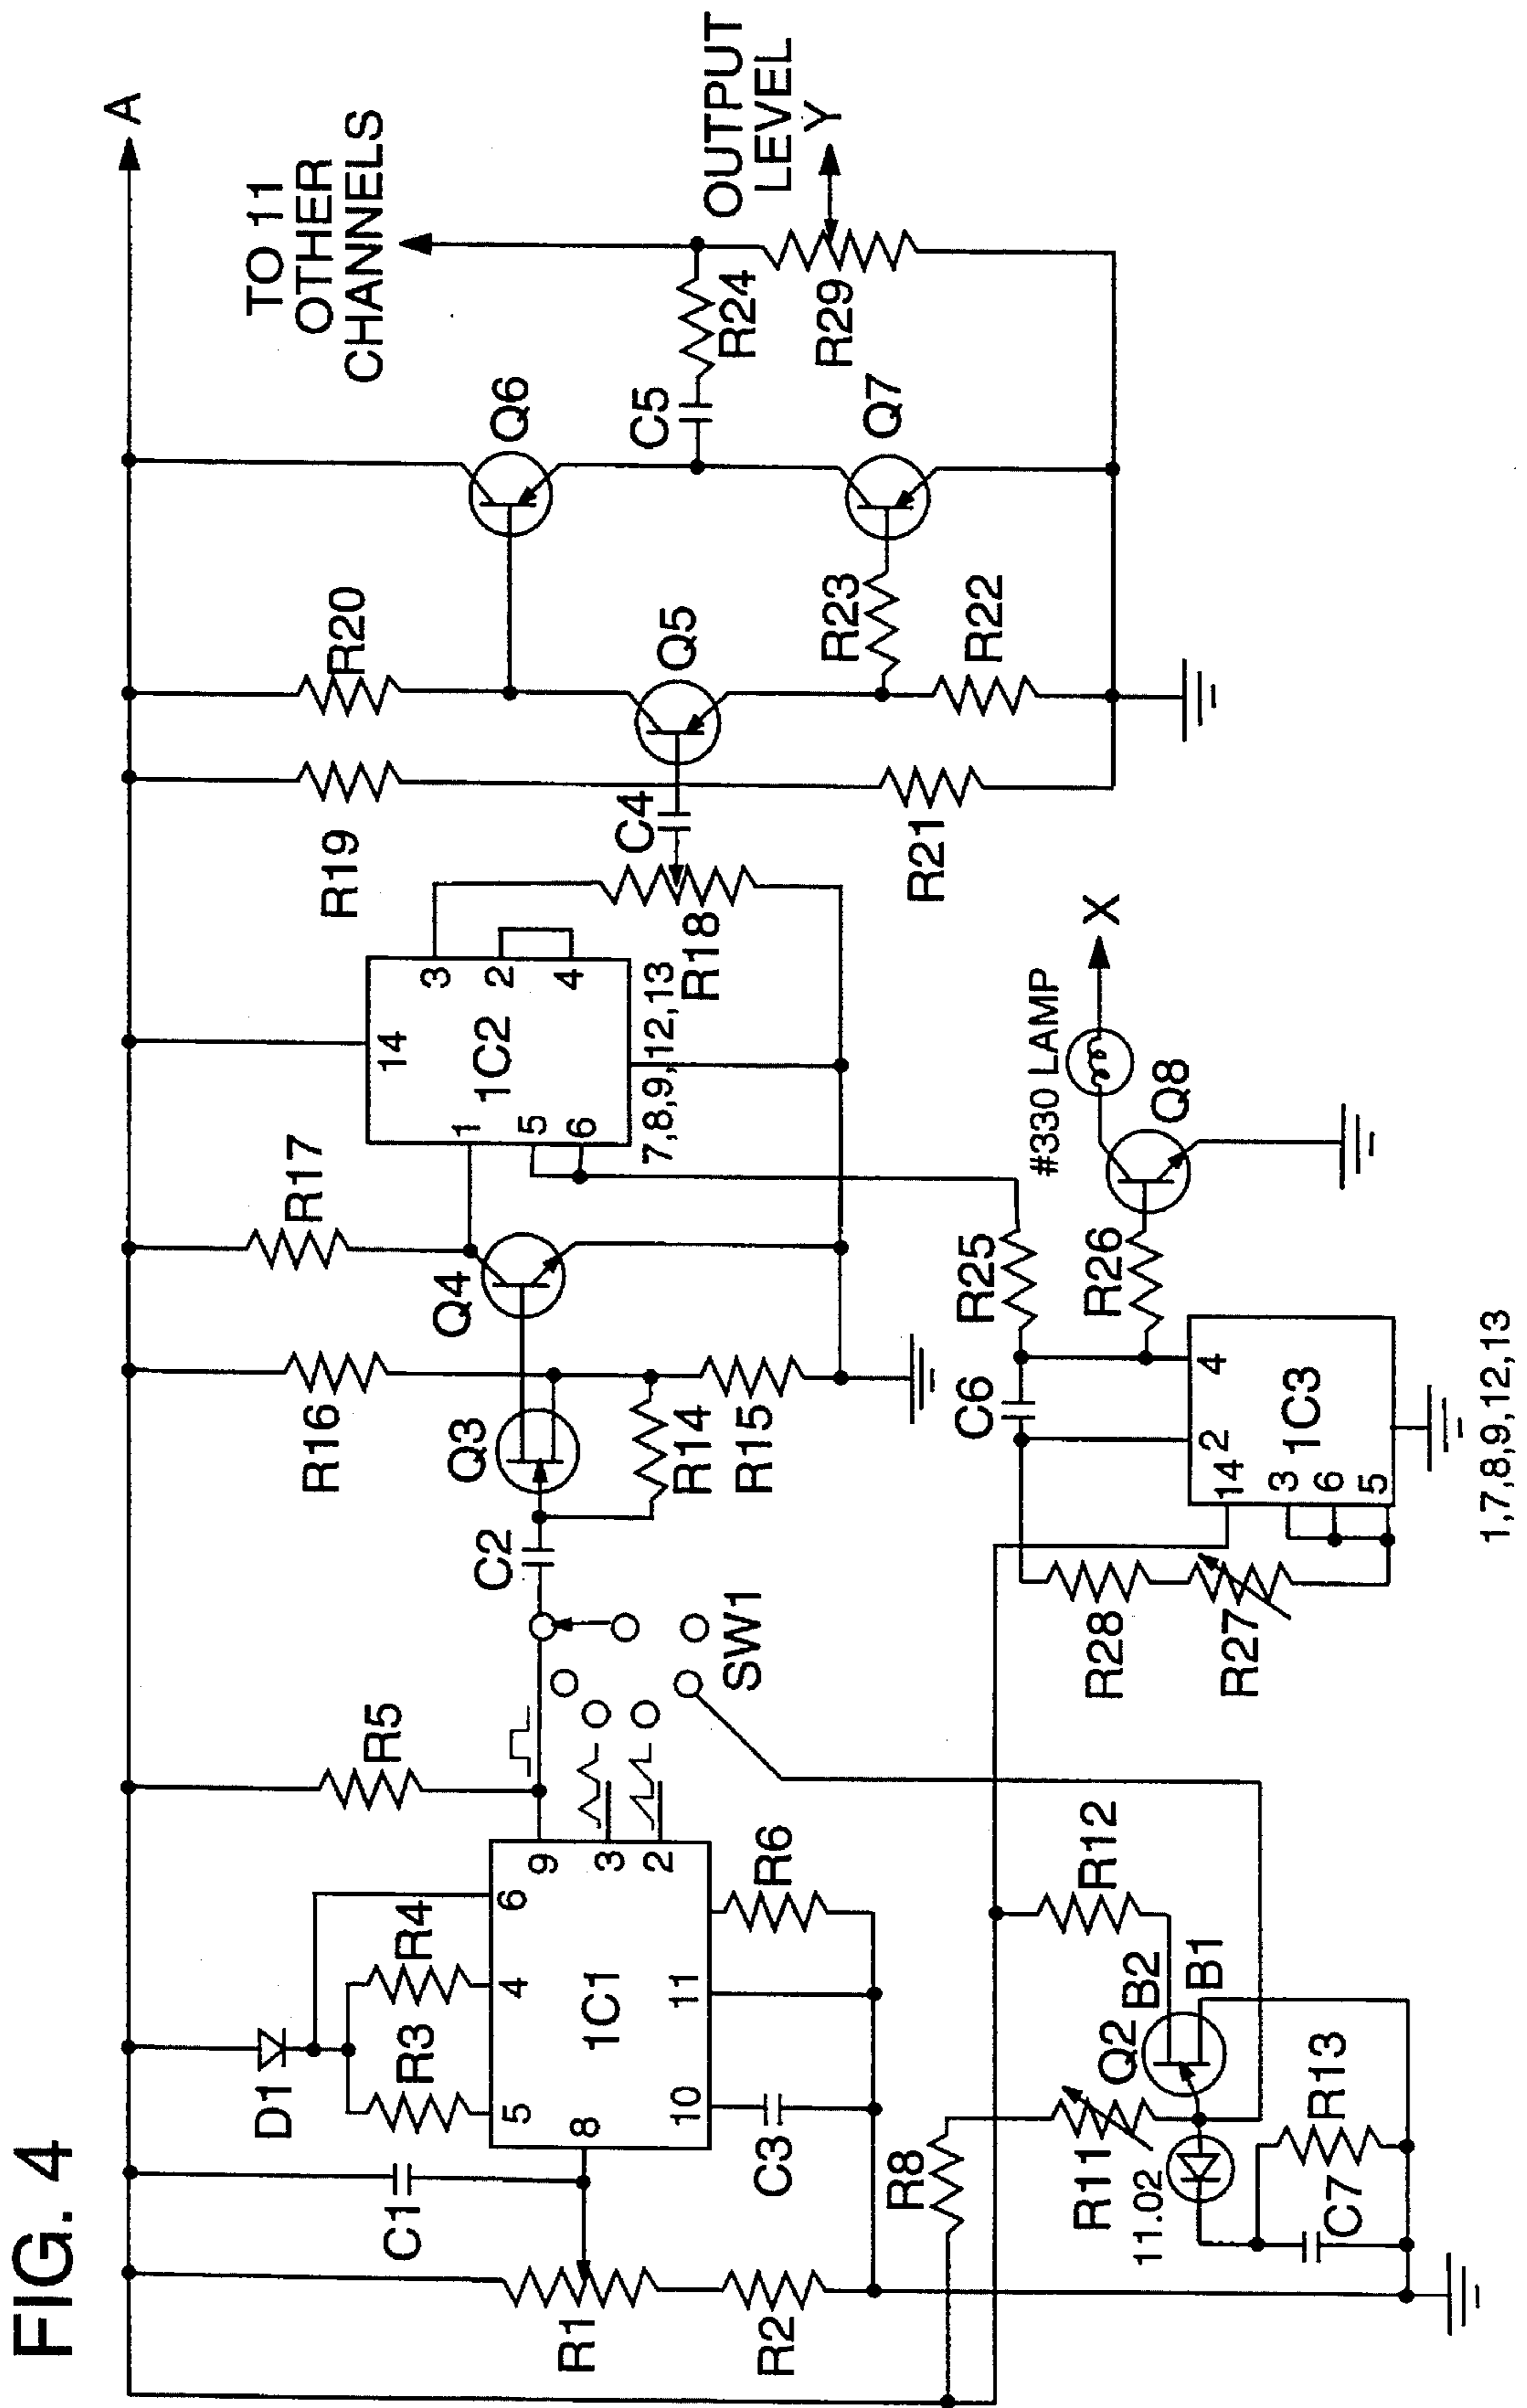 FIG. 4
A
TO 11
OTHER
CHANNELS
OUTPUT
LEVEL
Y
R1
R2
C1
D1
R3
R4
5
4
6
8
1C1
9
3
2
10
11
C3
R6
R5
SW1
C2
Q3
R14
R15
R16
Q4
R17
14
1
5
6
1C2
3
2
4
7,8,9,12,13
R18
C4
R19
R20
Q5
R21
R22
R23
Q6
Q7
C5
R24
R29
R8
R11
11.02
Q2
B2
B1
R12
R13
C7
R28
R27
C6
R25
R26
14
2
4
3
6
5
1C3
1,7,8,9,12,13
Q8
#330 LAMP
X